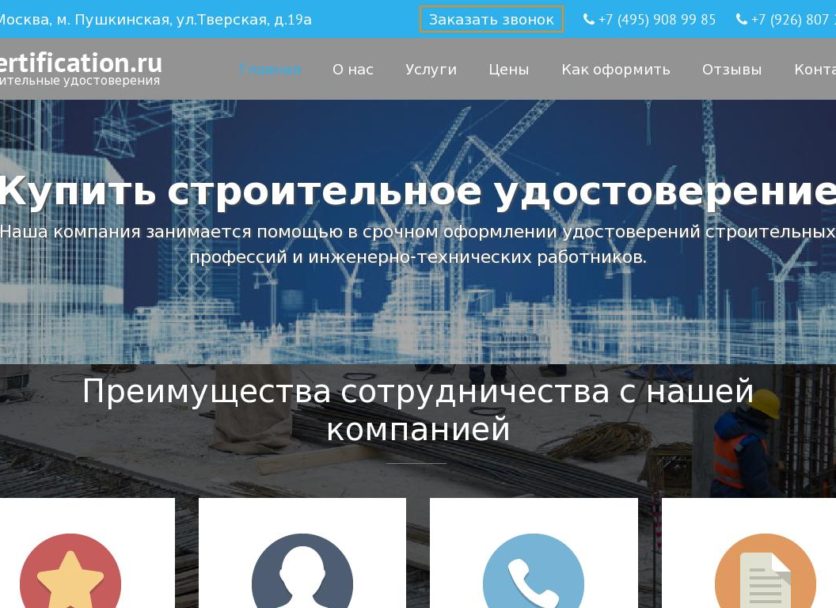 Москва, м. Пушкинская, ул.Тверская, д.19а
Заказать звонок
+7 (495) 908 99 85
+7 (926) 807
ertification.ru
ительные удостоверения
Главная
О нас
Услуги
Цены
Как оформить
Отзывы
Конта
Купить строительное удостоверение
Наша компания занимается помощью в срочном оформлении удостоверений строительных
профессий и инженерно-технических работников.
Преимущества сотрудничества с нашей
компанией